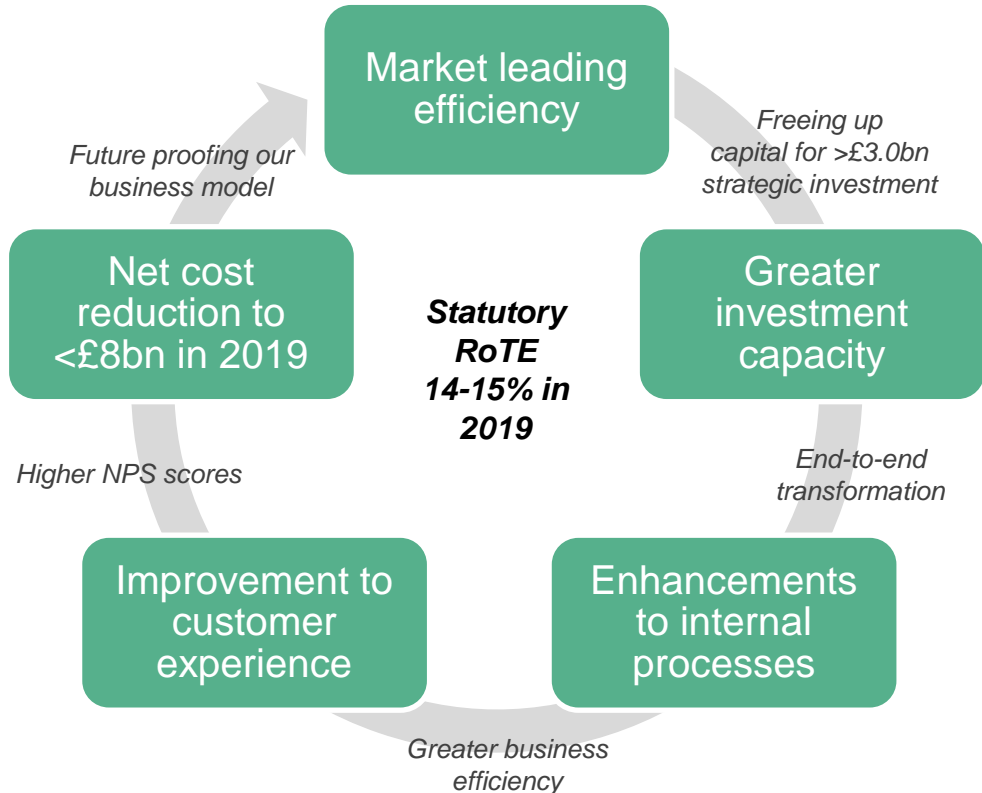 Market leading
efficiency
Freeing up
capital for >£3.0bn
strategic investment
Greater
investment
capacity
End-to-end
transformation
Enhancements
to internal
processes
Greater business
efficiency
Improvement to
customer
experience
Higher NPS scores
Net cost
reduction to
<£8bn in 2019
Future proofing our
business model
Statutory
RoTE
14-15% in
2019